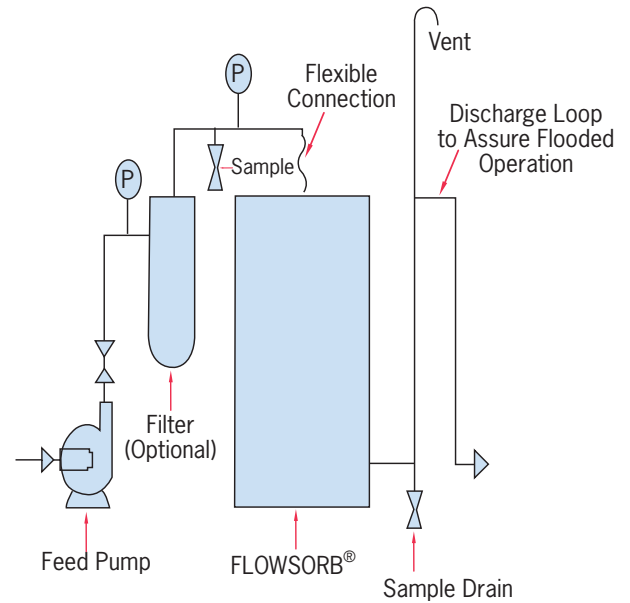 Vent
P
Flexible
Connection
Discharge Loop
to Assure Flooded
Operation
Sample
P
Filter
(Optional)
Feed Pump
FLOWSORB®
Sample Drain